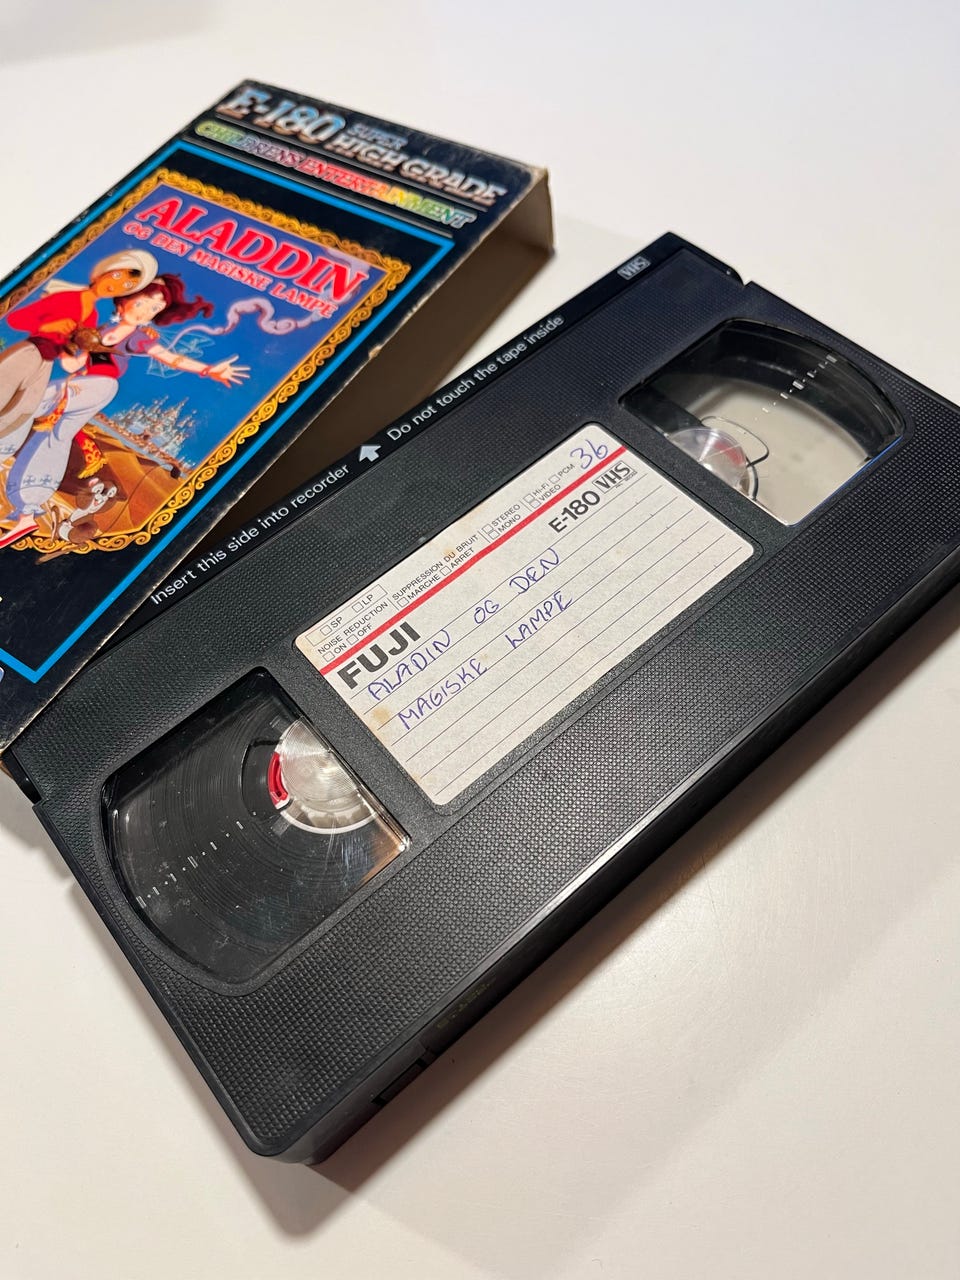 E-180 SUPER HIGH GRADE
CHILDRENS ENTERTAINMENT
ALADDIN
OG DEN MAGISKE LAMPE
VHS
Insert this side into recorder Do not touch the tape inside
36
SP LP SUPPRESSION DU BRUIT STEREO HI-FI PCM
NOISE REDUCTION MARCHE ARRET MONO VIDEO
ON OFF
FUJI E-180 VHS
ALADIN OG DEN
MAGISKE LAMPE